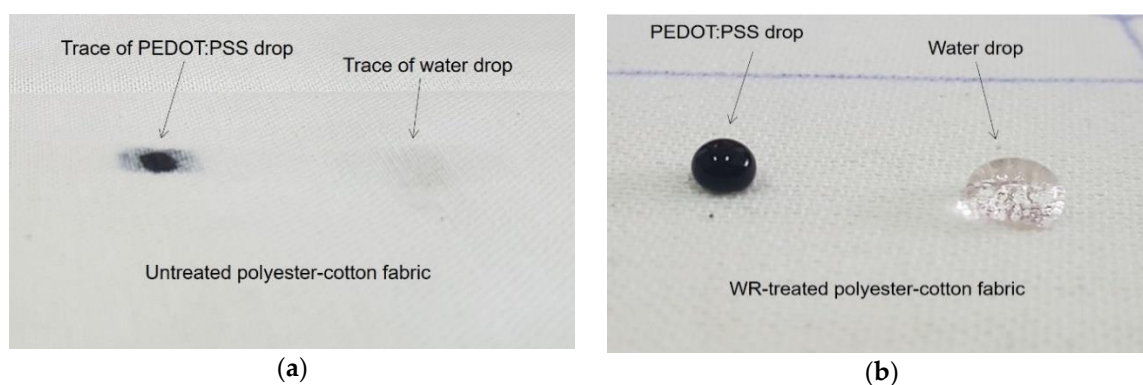 Trace of PEDOT:PSS drop
Trace of water drop
Untreated polyester-cotton fabric
(a)
PEDOT:PSS drop
Water drop
WR-treated polyester-cotton fabric
(b)